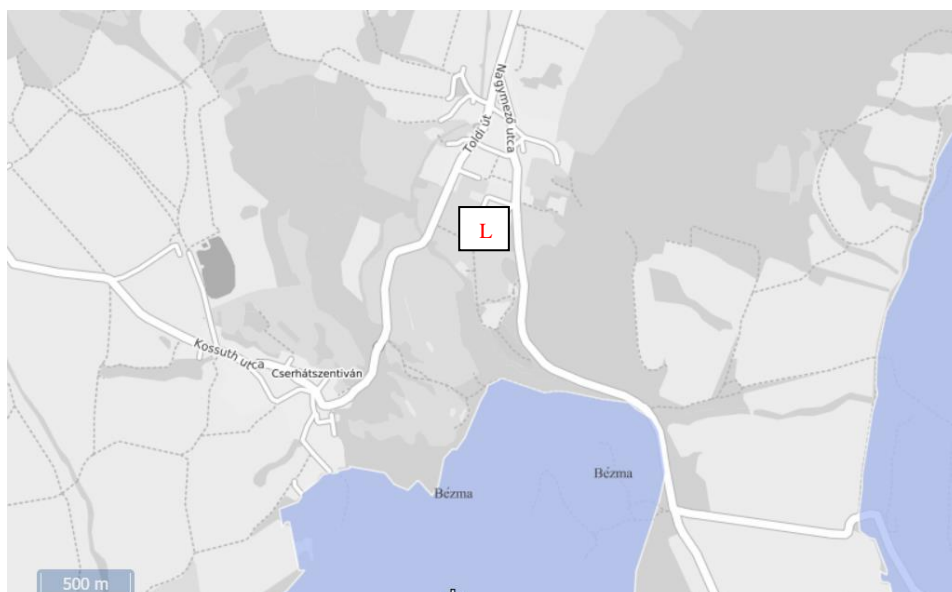 Nagymező utca
Toldi út
L
Kossuth utca
Cserhátszentiván
Bézma
Bézma
500 m